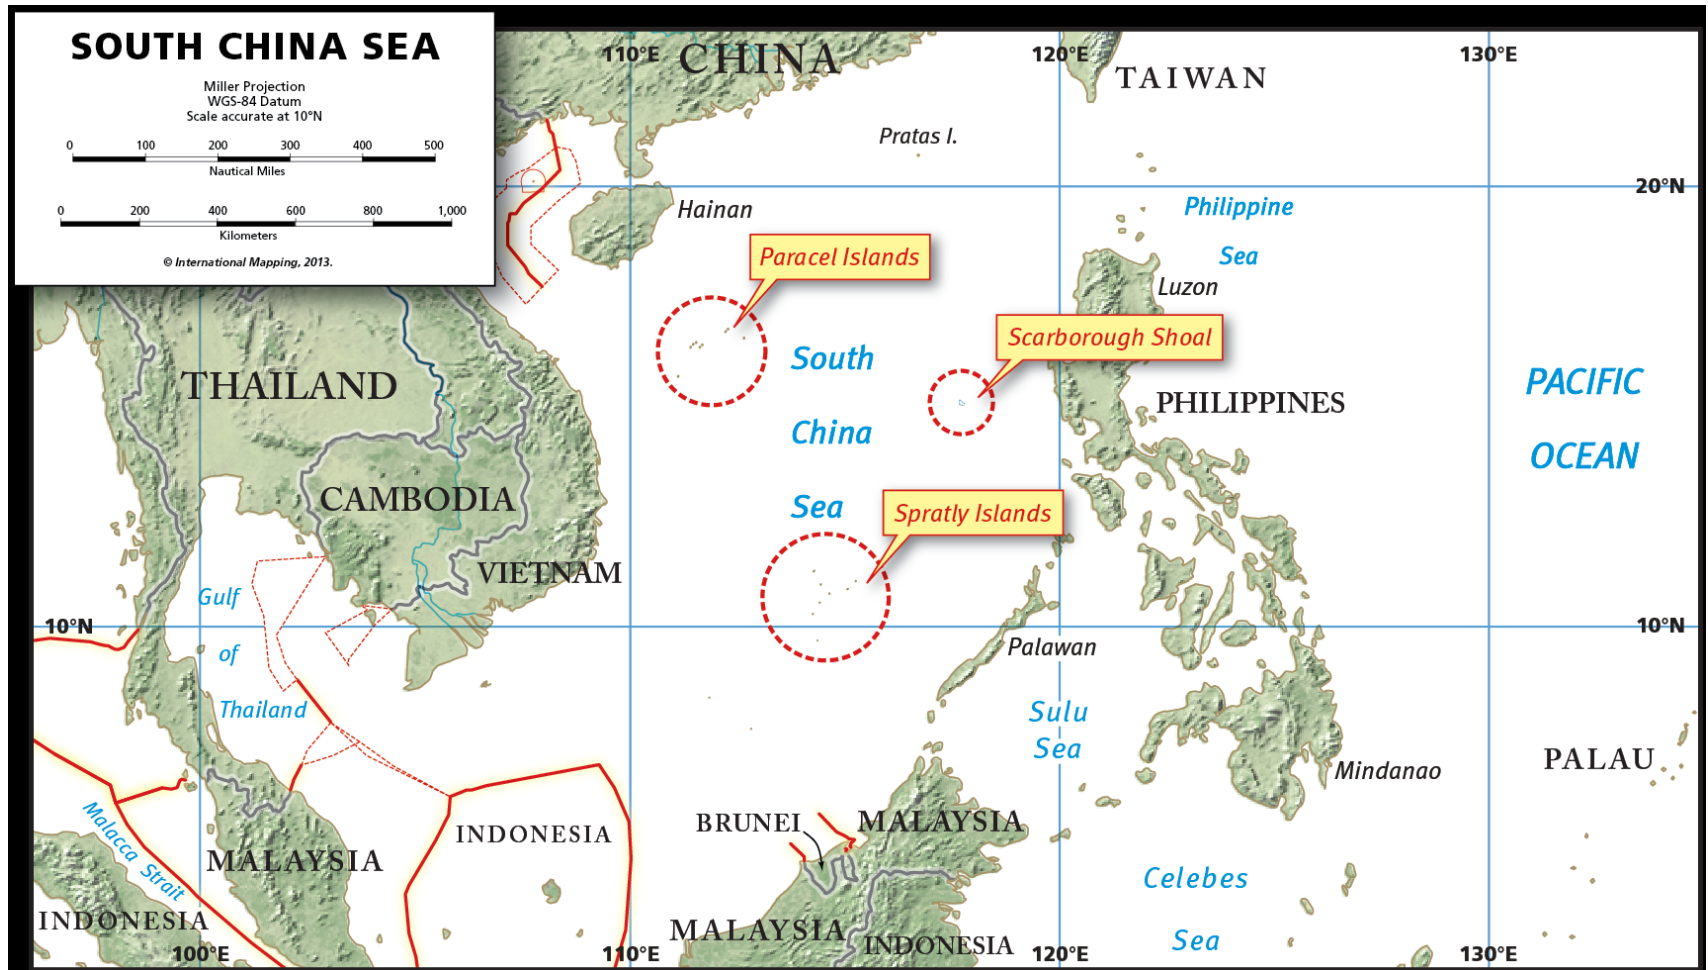 SOUTH CHINA SEA
Miller Projection
WGS-84 Datum
Scale accurate at 10°N
0 100 200 300 400 500
Nautical Miles
0 200 400 600 800 1,000
Kilometers
© International Mapping, 2013.
110°E
CHINA
120°E
130°E
TAIWAN
Pratas I.
20°N
Hainan
Philippine
Sea
Paracel Islands
Luzon
Scarborough Shoal
South
China
Sea
THAILAND
PHILIPPINES
PACIFIC
OCEAN
CAMBODIA
Spratly Islands
VIETNAM
Gulf
of
Thailand
10°N
10°N
Palawan
Sulu
Sea
Mindanao
PALAU
Malacca Strait
MALAYSIA
INDONESIA
BRUNEI
MALAYSIA
INDONESIA
MALAYSIA
INDONESIA
Celebes
Sea
100°E
110°E
120°E
130°E